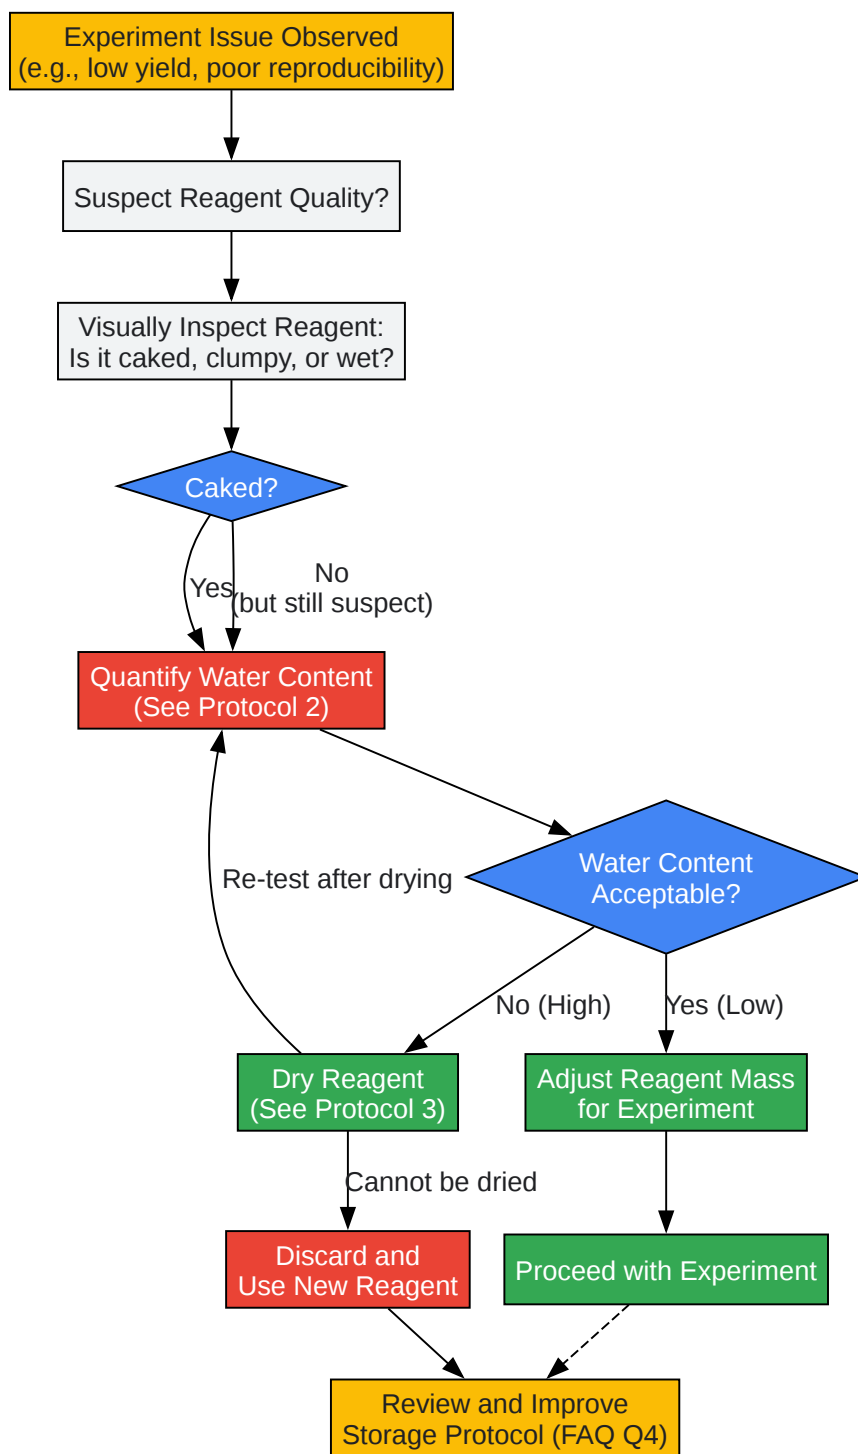 Experiment Issue Observed
(e.g., low yield, poor reproducibility)
Suspect Reagent Quality?
Visually Inspect Reagent:
Is it caked, clumpy, or wet?
Caked?
Yes
No
(but still suspect)
Quantify Water Content
(See Protocol 2)
Water Content
Acceptable?
Re-test after drying
No (High)
Yes (Low)
Dry Reagent
(See Protocol 3)
Adjust Reagent Mass
for Experiment
Cannot be dried
Discard and
Use New Reagent
Proceed with Experiment
Review and Improve
Storage Protocol (FAQ Q4)